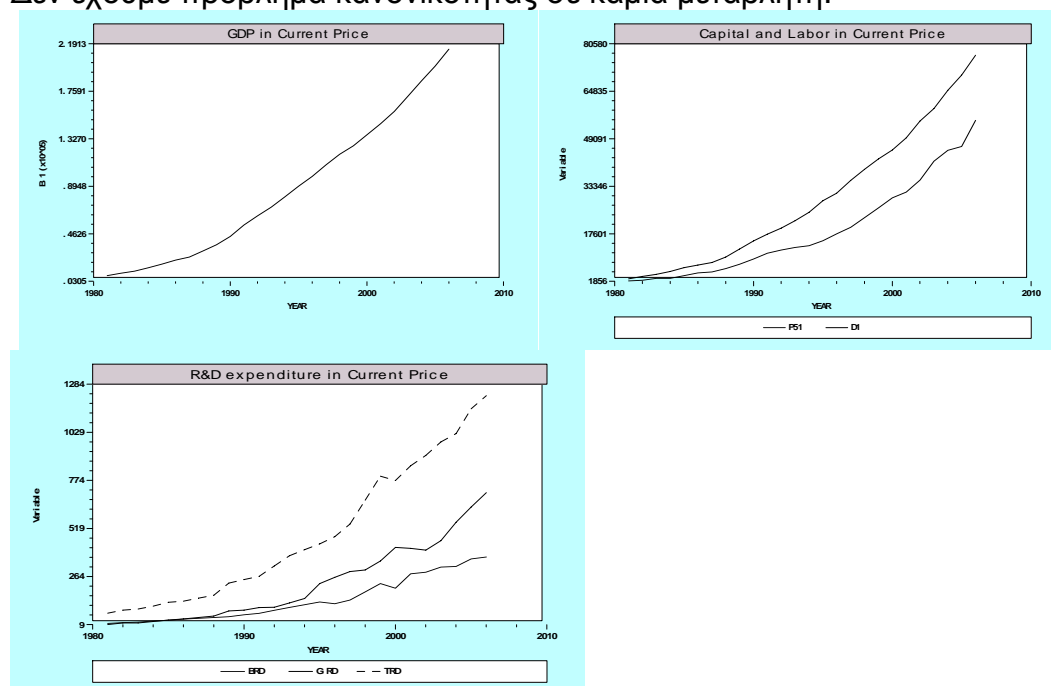 Δεν έχουμε πρόβλημα κανονικότητας σε καμία μεταβλητή.
GDP in Current Price
2.1913
1.7591
1.3270
.8948
.4626
.0305
B1 (x10^05)
1980 1990 2000 2010
YEAR
Capital and Labor in Current Price
80580
64835
49091
33346
17601
1856
Variable
1980 1990 2000 2010
YEAR
P51 D1
R&D expenditure in Current Price
1284
1029
774
519
264
9
Variable
1980 1990 2000 2010
YEAR
BRD GRD TRD